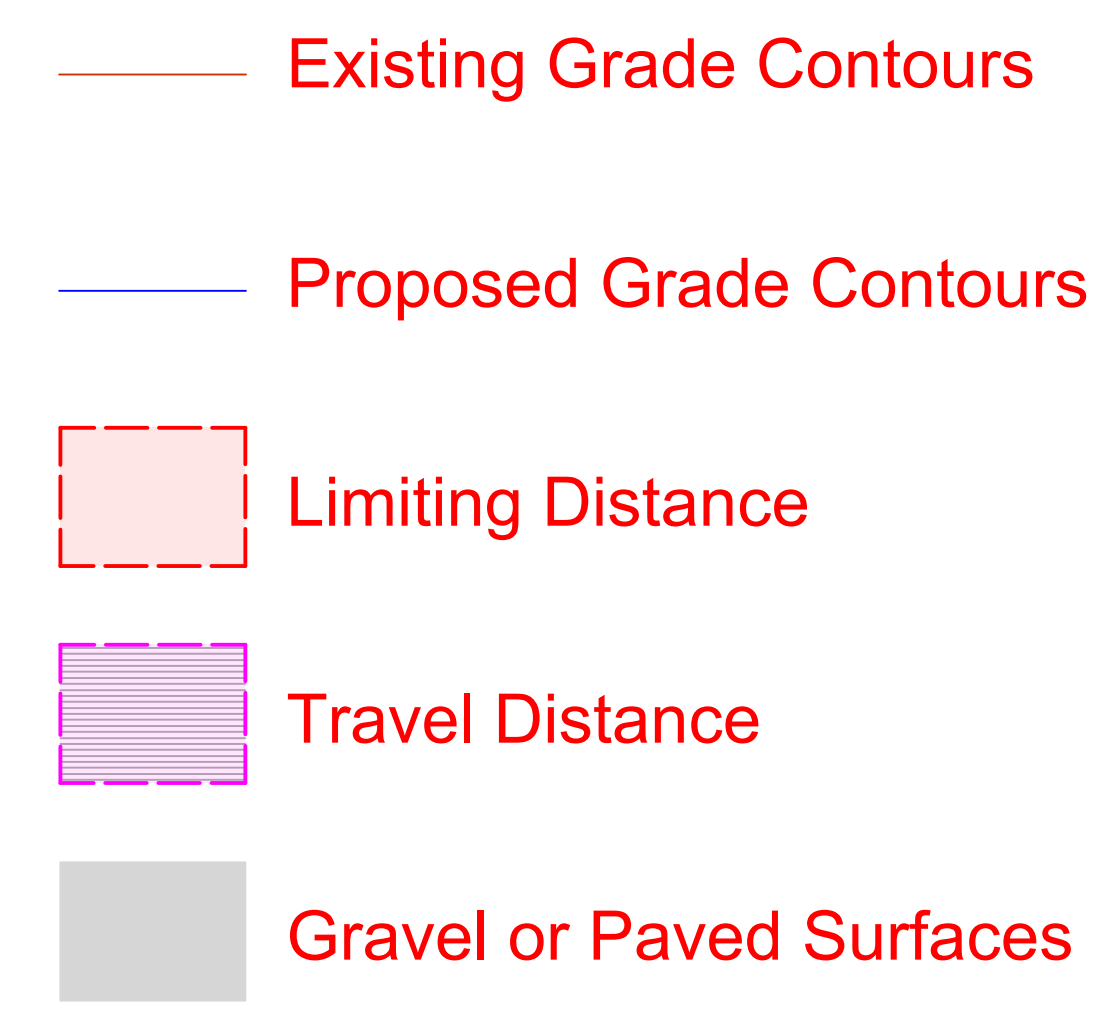 Existing Grade Contours
Proposed Grade Contours
Limiting Distance
Travel Distance
Gravel or Paved Surfaces